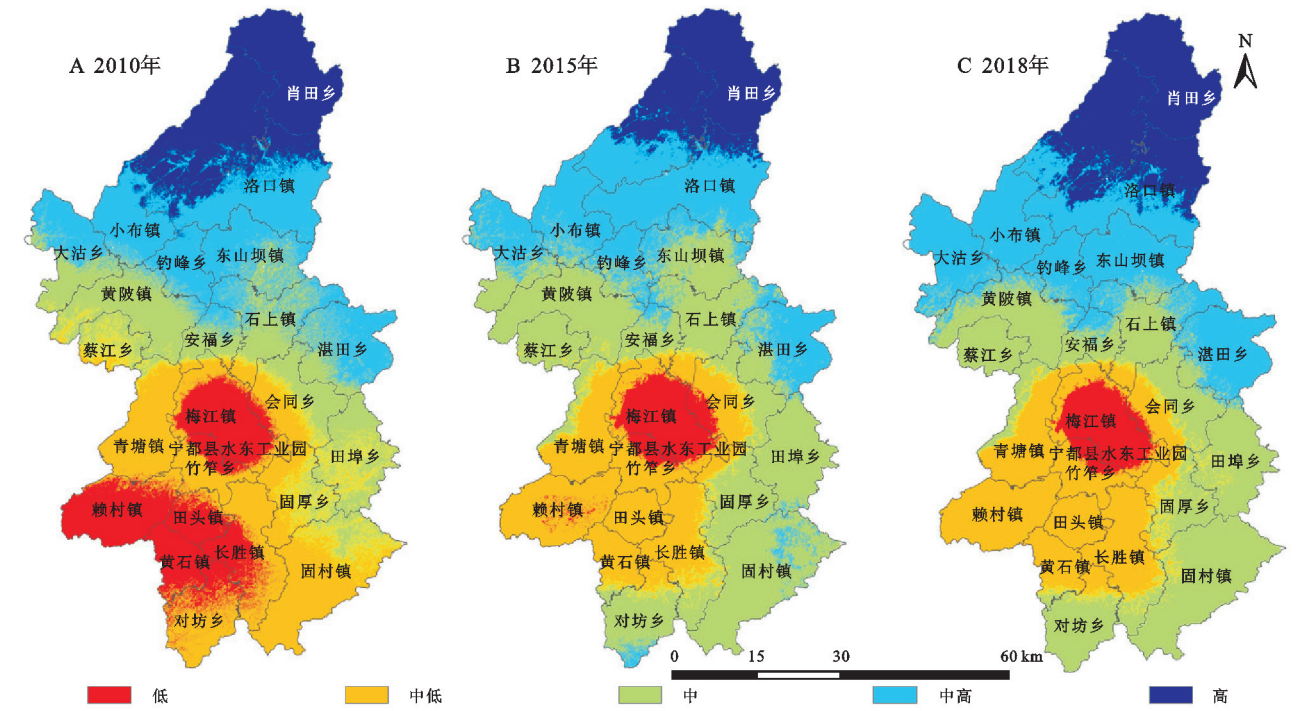 A 2010年
肖田乡
洛口镇
小布镇
大沽乡
钓峰乡
东山坝镇
黄陂镇
石上镇
蔡江乡
安福乡
湛田乡
会同乡
梅江镇
青塘镇
宁都县水东工业园
竹笮乡
田埠乡
赖村镇
田头镇
固厚乡
黄石镇
长胜镇
固村镇
对坊乡
B 2015年
肖田乡
洛口镇
小布镇
大沽乡
钓峰乡
东山坝镇
黄陂镇
石上镇
蔡江乡
安福乡
湛田乡
会同乡
梅江镇
青塘镇
宁都县水东工业园
竹笮乡
田埠乡
赖村镇
田头镇
固厚乡
黄石镇
长胜镇
固村镇
对坊乡
C 2018年
N
肖田乡
洛口镇
小布镇
大沽乡
钓峰乡
东山坝镇
黄陂镇
石上镇
蔡江乡
安福乡
湛田乡
会同乡
梅江镇
青塘镇
宁都县水东工业园
竹笮乡
田埠乡
赖村镇
田头镇
固厚乡
黄石镇
长胜镇
固村镇
对坊乡
0 15 30 60 km
低 中低 中 中高 高